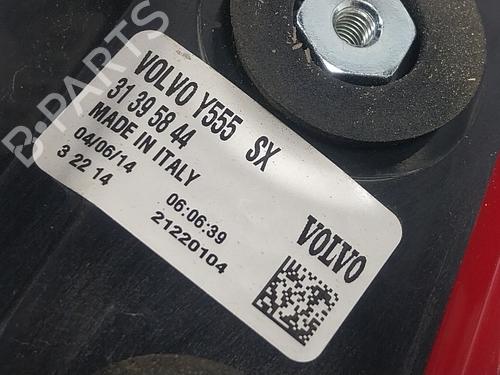 B-PARTS
VOLVO Y555 SX
31 39 58 44
MADE IN ITALY
04/06/14 06:06:39
3 22 14 21220104
VOLVO